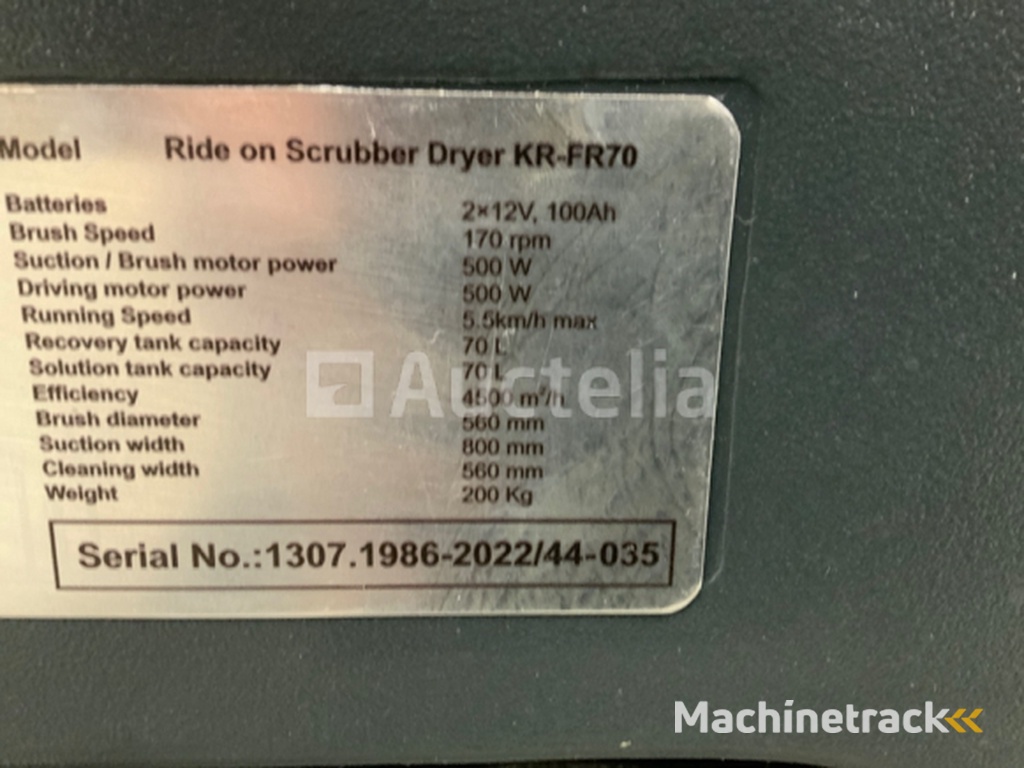 Model Ride on Scrubber Dryer KR-FR70
Batteries 2×12V, 100Ah
Brush Speed 170 rpm
Suction / Brush motor power 500 W
Driving motor power 500 W
Running Speed 5.5km/h max
Recovery tank capacity 70 L
Solution tank capacity 70 L
Efficiency 4500 m²/h
Brush diameter 560 mm
Suction width 800 mm
Cleaning width 560 mm
Weight 200 Kg
Serial No.:1307.1986-2022/44-035
Auctelia
Machinetrack